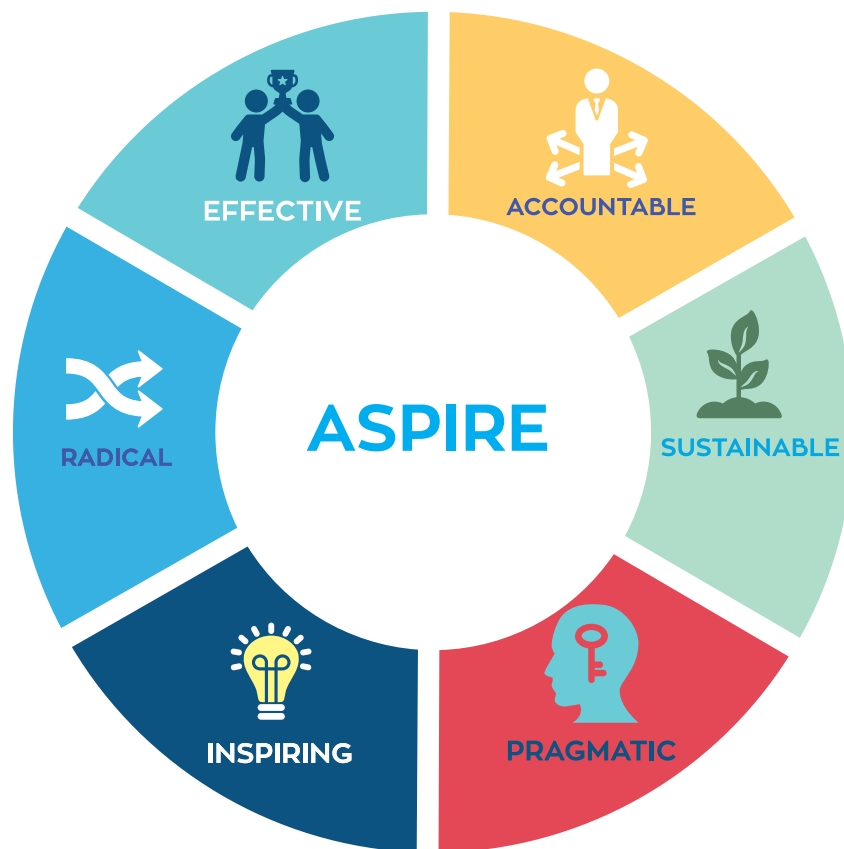 EFFECTIVE
ACCOUNTABLE
RADICAL
ASPIRE
SUSTAINABLE
INSPIRING
PRAGMATIC